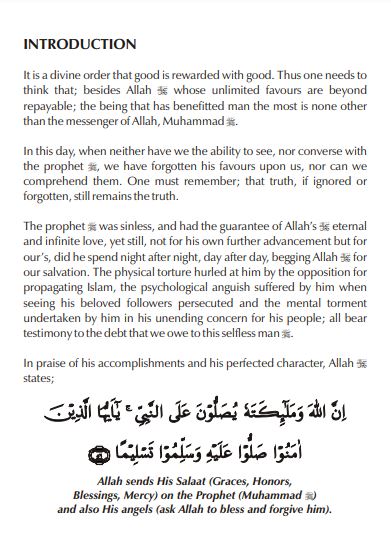 INTRODUCTION
It is a divine order that good is rewarded with good. Thus one needs to
think that; besides Allah ﷻ whose unlimited favours are beyond
repayable; the being that has benefitted man the most is none other
than the messenger of Allah, Muhammad ﷺ.
In this day, when neither have we the ability to see, nor converse with
the prophet ﷺ, we have forgotten his favours upon us, nor can we
comprehend them. One must remember; that truth, if ignored or
forgotten, still remains the truth.
The prophet ﷺ was sinless, and had the guarantee of Allah's ﷻ eternal
and infinite love, yet still, not for his own further advancement but for
our's, did he spend night after night, day after day, begging Allah ﷻ for
our salvation. The physical torture hurled at him by the opposition for
propagating Islam, the psychological anguish suffered by him when
seeing his beloved followers persecuted and the mental torment
undertaken by him in his unending concern for his people; all bear
testimony to the debt that we owe to this selfless man ﷺ.
In praise of his accomplishments and his perfected character, Allah ﷻ
states;
اِنَّ اللهَ وَمَلٰٓئِكَتَهٗ يُصَلُّوْنَ عَلَى النَّبِيِّ ؕ يٰٓاَيُّهَا الَّذِيْنَ
اٰمَنُوْا صَلُّوْا عَلَيْهِ وَسَلِّمُوْا تَسْلِيْمًا ﴿۵۶﴾
Allah sends His Salaat (Graces, Honors,
Blessings, Mercy) on the Prophet (Muhammad ﷺ)
and also His angels (ask Allah to bless and forgive him).